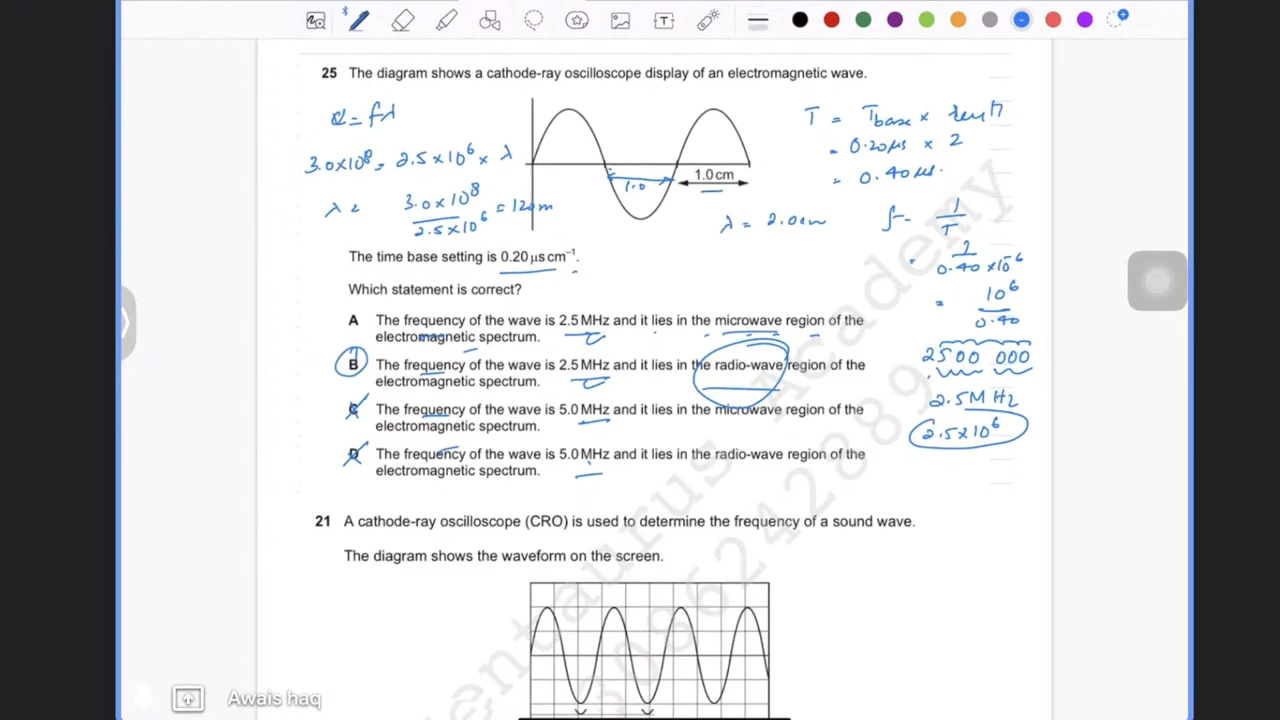 25 The diagram shows a cathode-ray oscilloscope display of an electromagnetic wave.
v = fλ
3.0×10⁸ = 2.5×10⁶ × λ
λ = 3.0×10⁸ / 2.5×10⁶ = 120 m
1.0
1.0 cm
λ = 2.0cm
T = Tbase × length
= 0.20μs × 2
= 0.40μs.
f = 1/T
= 1 / 0.40×10⁻⁶
= 10⁶ / 0.40
2500 000
2.5M Hz
2.5×10⁶
The time base setting is 0.20 μs cm⁻¹.
Which statement is correct?
A The frequency of the wave is 2.5 MHz and it lies in the microwave region of the
electromagnetic spectrum.
B The frequency of the wave is 2.5 MHz and it lies in the radio-wave region of the
electromagnetic spectrum.
C The frequency of the wave is 5.0 MHz and it lies in the microwave region of the
electromagnetic spectrum.
D The frequency of the wave is 5.0 MHz and it lies in the radio-wave region of the
electromagnetic spectrum.
21 A cathode-ray oscilloscope (CRO) is used to determine the frequency of a sound wave.
The diagram shows the waveform on the screen.
entaurus Academy
3086242889
Awais haq